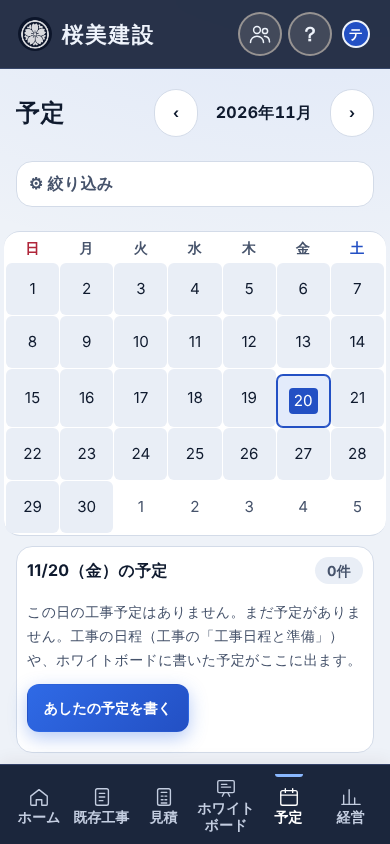 桜美建設
?
テ
予定
‹
2026年11月
›
⚙ 絞り込み
日 月 火 水 木 金 土
1 2 3 4 5 6 7
8 9 10 11 12 13 14
15 16 17 18 19 20 21
22 23 24 25 26 27 28
29 30 1 2 3 4 5
11/20（金）の予定
0件
この日の工事予定はありません。まだ予定がありま
せん。工事の日程（工事の「工事日程と準備」）
や、ホワイトボードに書いた予定がここに出ます。
あしたの予定を書く
ホーム
既存工事
見積
ホワイト
ボード
予定
経営